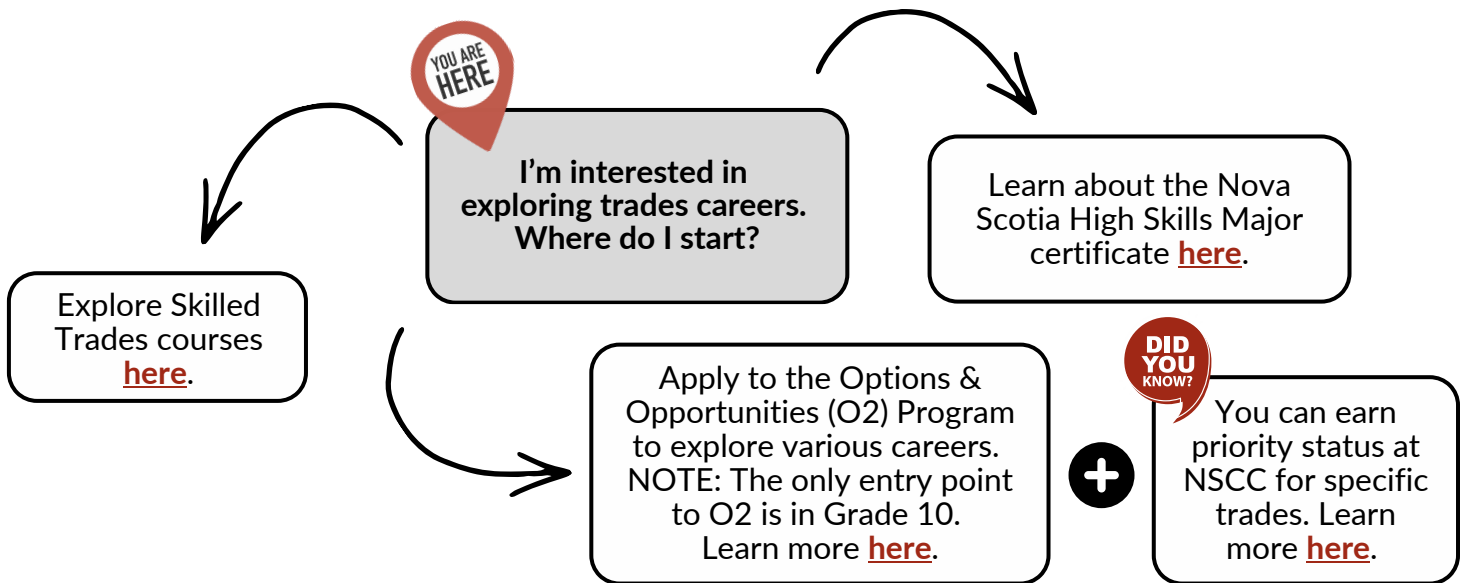 YOU ARE
HERE
I’m interested in
exploring trades careers.
Where do I start?
Learn about the Nova
Scotia High Skills Major
certificate here.
Explore Skilled
Trades courses
here.
Apply to the Options &
Opportunities (O2) Program
to explore various careers.
NOTE: The only entry point
to O2 is in Grade 10.
Learn more here.
DID
YOU
KNOW?
You can earn
priority status at
NSCC for specific
trades. Learn
more here.